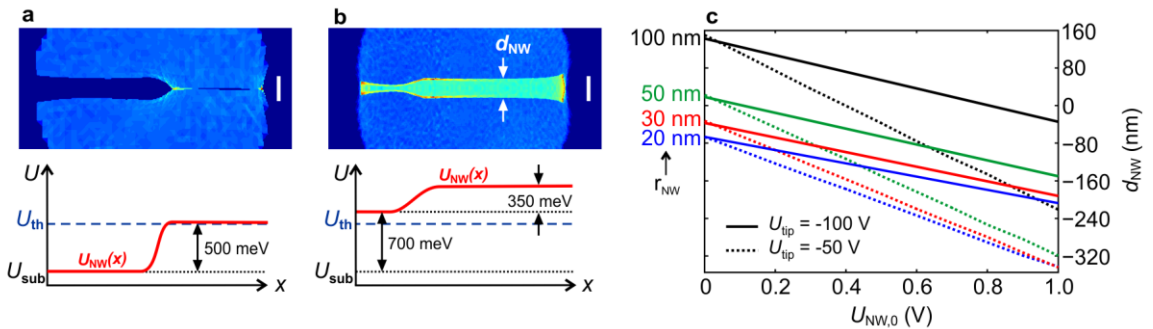 a
b
d_NW
c
U
U_NW(x)
U_th
500 meV
U_sub
U_NW(x)
x
U
U_NW(x)
350 meV
U_th
700 meV
U_sub
x
100 nm
50 nm
30 nm
20 nm
r_NW
U_tip = -100 V
U_tip = -50 V
160
80
0
−80
−160
−240
−320
d_NW (nm)
0
0.2
0.4
0.6
0.8
1.0
U_NW,0 (V)